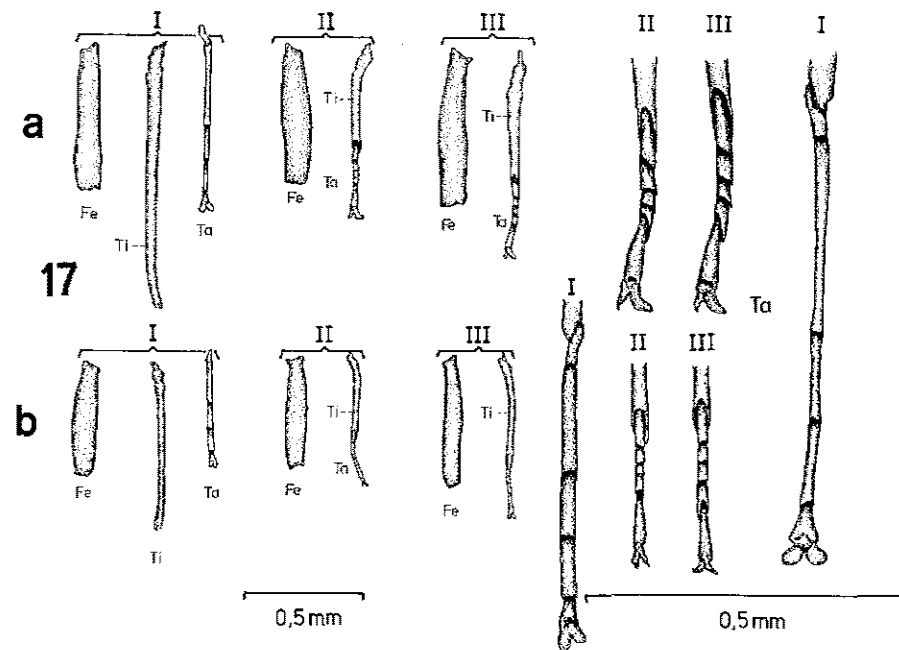 I II III II III I
a
Fe Ti Ta Fe Ti Ta Fe Ti Ta
17
I Ta
I II III II III
b
Fe Ti Ta Fe Ti Ta Fe Ti
0,5 mm 0,5 mm